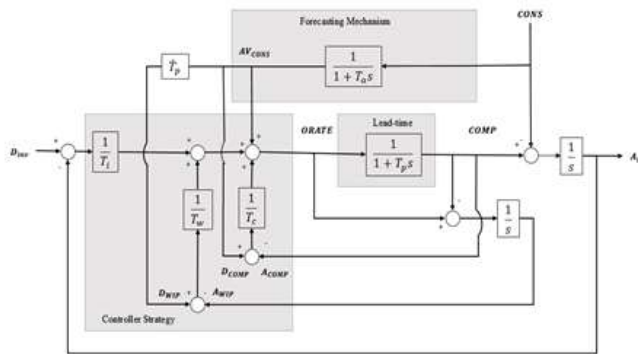 Forecasting Mechanism
CONS
AV_CONS
T̂_p
1
1 + T_a s
ORATE
Lead-time
COMP
D_inv
1
T_i
1
1 + T_p s
1
s
1
T_w
1
T_c
1
s
D_COMP A_COMP
D_WIP A_WIP
Controller Strategy